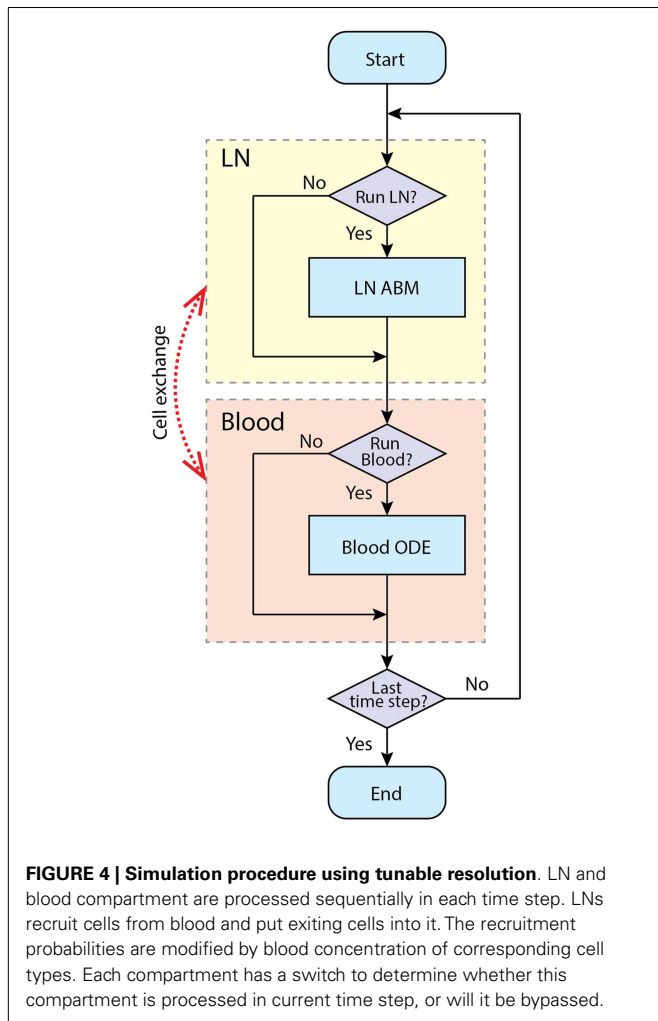 Start
LN
No
Run LN?
Yes
LN ABM
Cell exchange
Blood
No
Run
Blood?
Yes
Blood ODE
Last
time step?
No
Yes
End
FIGURE 4 | Simulation procedure using tunable resolution. LN and
blood compartment are processed sequentially in each time step. LNs
recruit cells from blood and put exiting cells into it. The recruitment
probabilities are modified by blood concentration of corresponding cell
types. Each compartment has a switch to determine whether this
compartment is processed in current time step, or will it be bypassed.